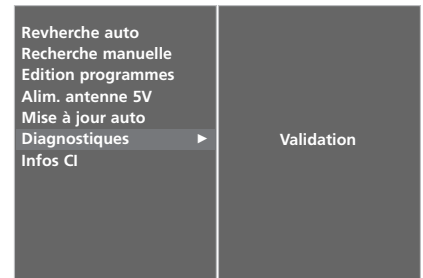 Revherche auto
Recherche manuelle
Edition programmes
Alim. antenne 5V
Mise à jour auto
Diagnostiques ►
Infos CI
Validation